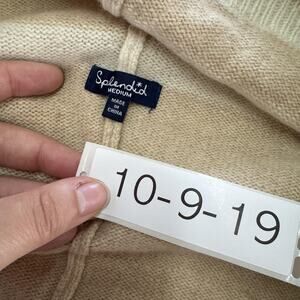 Splendid
MEDIUM
MADE
IN
CHINA
10-9-19